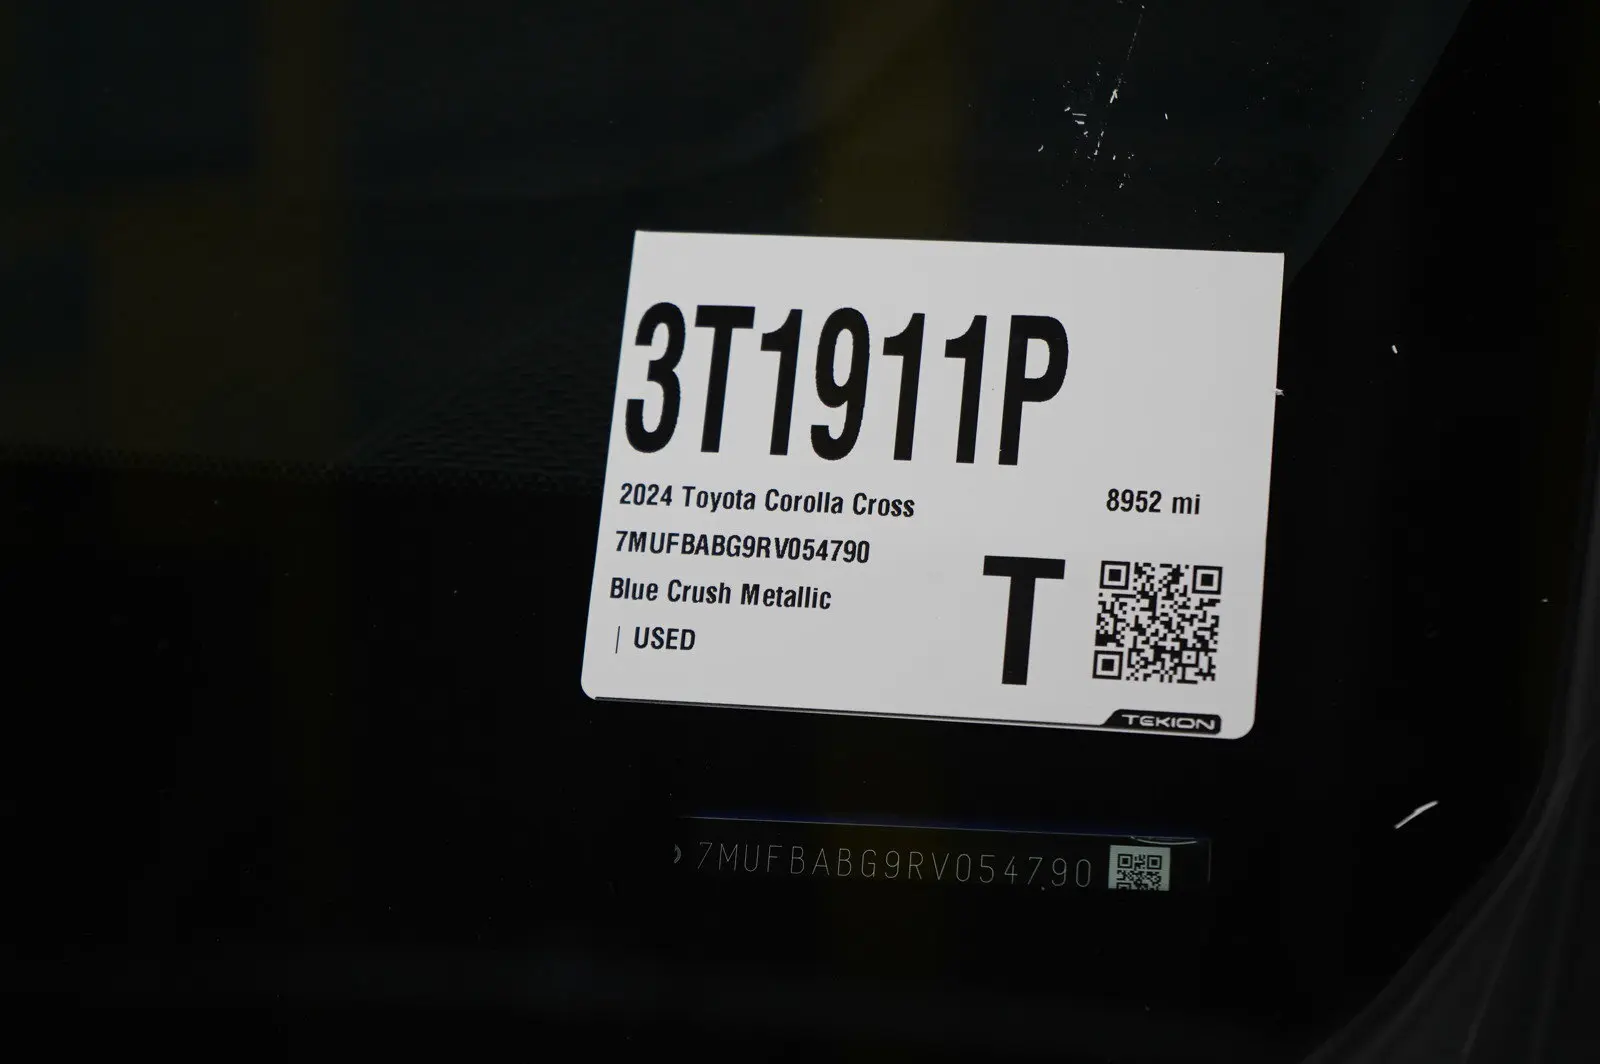 3T1911P
2024 Toyota Corolla Cross
8952 mi
7MUFBABG9RV054790
Blue Crush Metallic
| USED
T
TEKION
7MUFBABG9RV054790